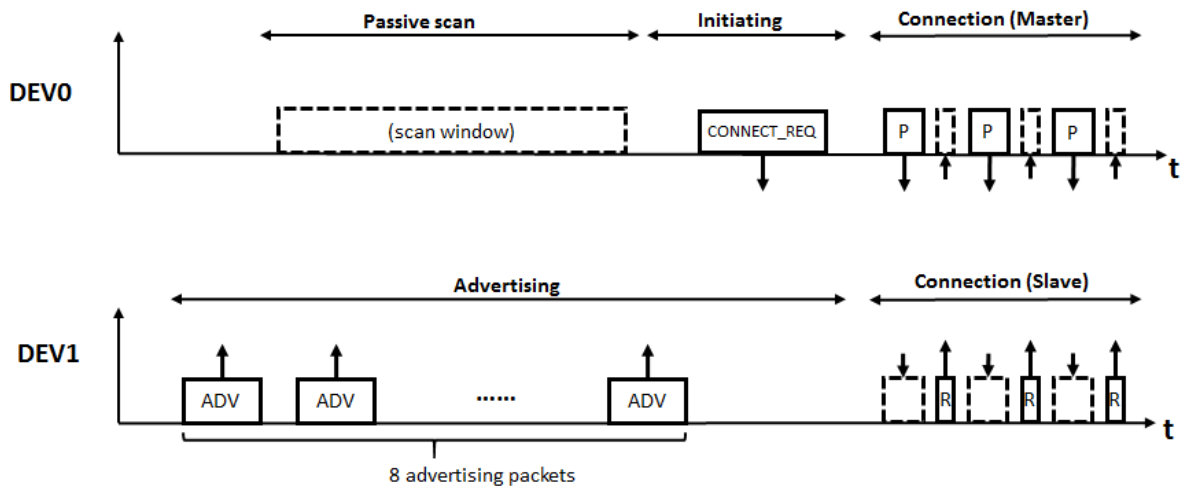 Passive scan
Initiating
Connection (Master)
DEV0
(scan window)
CONNECT_REQ
P
P
P
t
Advertising
Connection (Slave)
DEV1
ADV
ADV
......
ADV
R
R
R
t
8 advertising packets